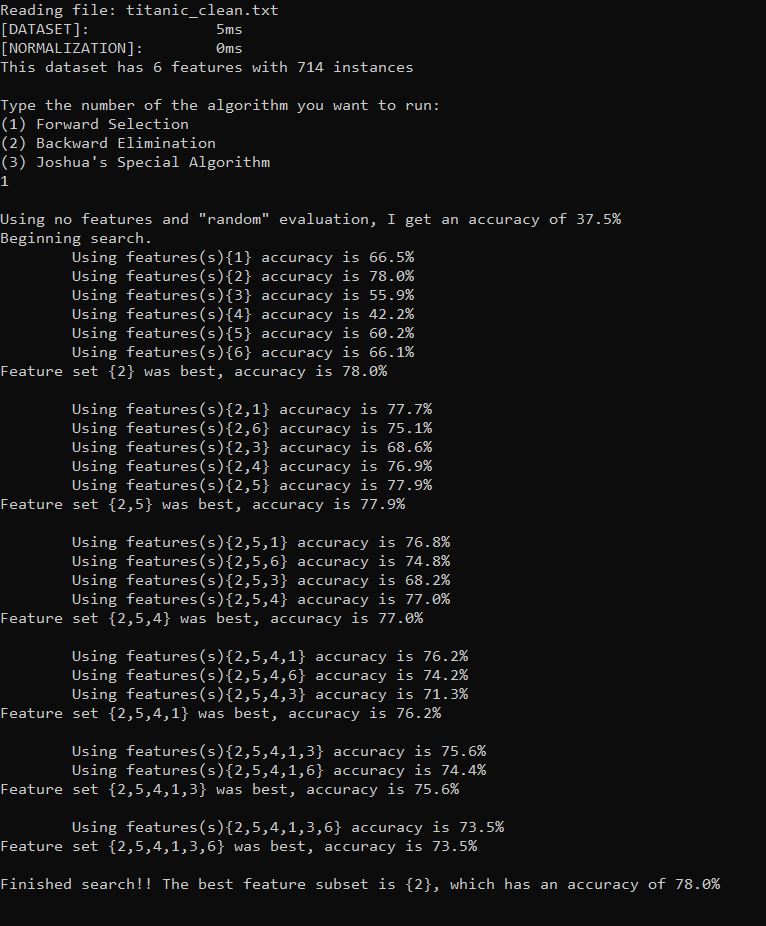 Reading file: titanic_clean.txt
[DATASET]:              5ms
[NORMALIZATION]:        0ms
This dataset has 6 features with 714 instances

Type the number of the algorithm you want to run:
(1) Forward Selection
(2) Backward Elimination
(3) Joshua's Special Algorithm
1

Using no features and "random" evaluation, I get an accuracy of 37.5%
Beginning search.
        Using features(s){1} accuracy is 66.5%
        Using features(s){2} accuracy is 78.0%
        Using features(s){3} accuracy is 55.9%
        Using features(s){4} accuracy is 42.2%
        Using features(s){5} accuracy is 60.2%
        Using features(s){6} accuracy is 66.1%
Feature set {2} was best, accuracy is 78.0%

        Using features(s){2,1} accuracy is 77.7%
        Using features(s){2,6} accuracy is 75.1%
        Using features(s){2,3} accuracy is 68.6%
        Using features(s){2,4} accuracy is 76.9%
        Using features(s){2,5} accuracy is 77.9%
Feature set {2,5} was best, accuracy is 77.9%

        Using features(s){2,5,1} accuracy is 76.8%
        Using features(s){2,5,6} accuracy is 74.8%
        Using features(s){2,5,3} accuracy is 68.2%
        Using features(s){2,5,4} accuracy is 77.0%
Feature set {2,5,4} was best, accuracy is 77.0%

        Using features(s){2,5,4,1} accuracy is 76.2%
        Using features(s){2,5,4,6} accuracy is 74.2%
        Using features(s){2,5,4,3} accuracy is 71.3%
Feature set {2,5,4,1} was best, accuracy is 76.2%

        Using features(s){2,5,4,1,3} accuracy is 75.6%
        Using features(s){2,5,4,1,6} accuracy is 74.4%
Feature set {2,5,4,1,3} was best, accuracy is 75.6%

        Using features(s){2,5,4,1,3,6} accuracy is 73.5%
Feature set {2,5,4,1,3,6} was best, accuracy is 73.5%

Finished search!! The best feature subset is {2}, which has an accuracy of 78.0%